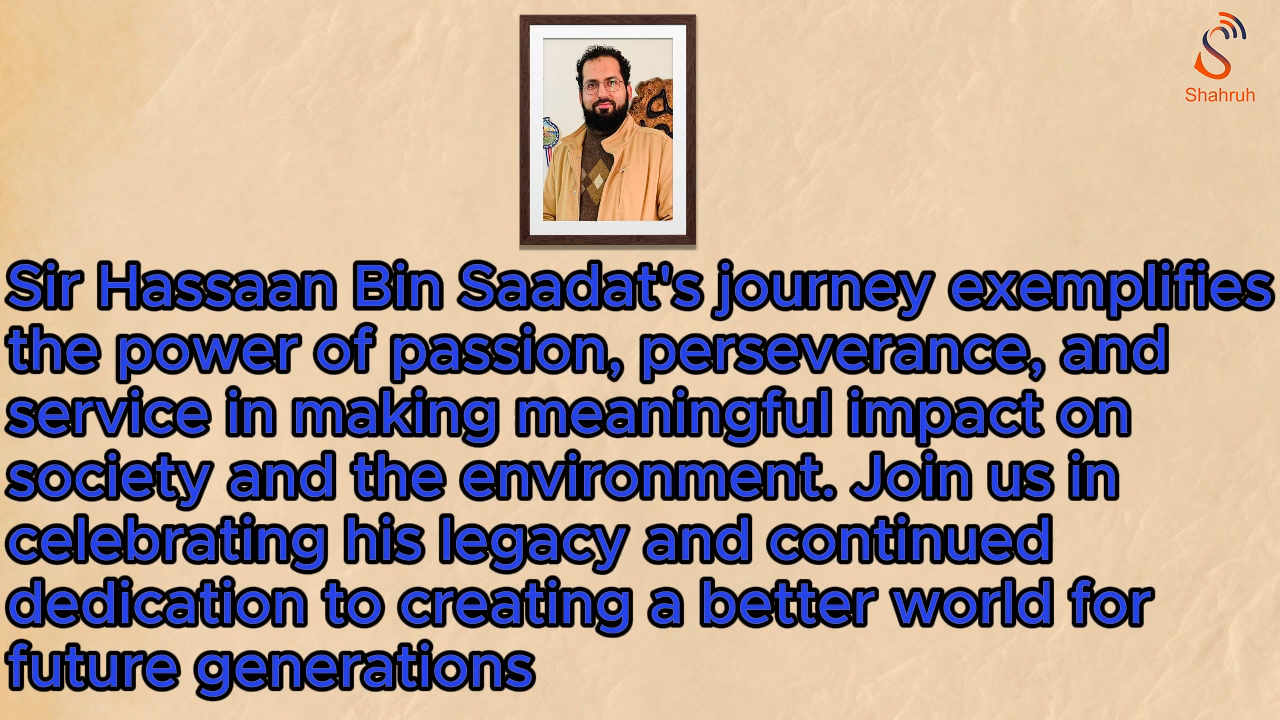 Shahruh
Sir Hassaan Bin Saadat's journey exemplifies
the power of passion, perseverance, and
service in making meaningful impact on
society and the environment. Join us in
celebrating his legacy and continued
dedication to creating a better world for
future generations